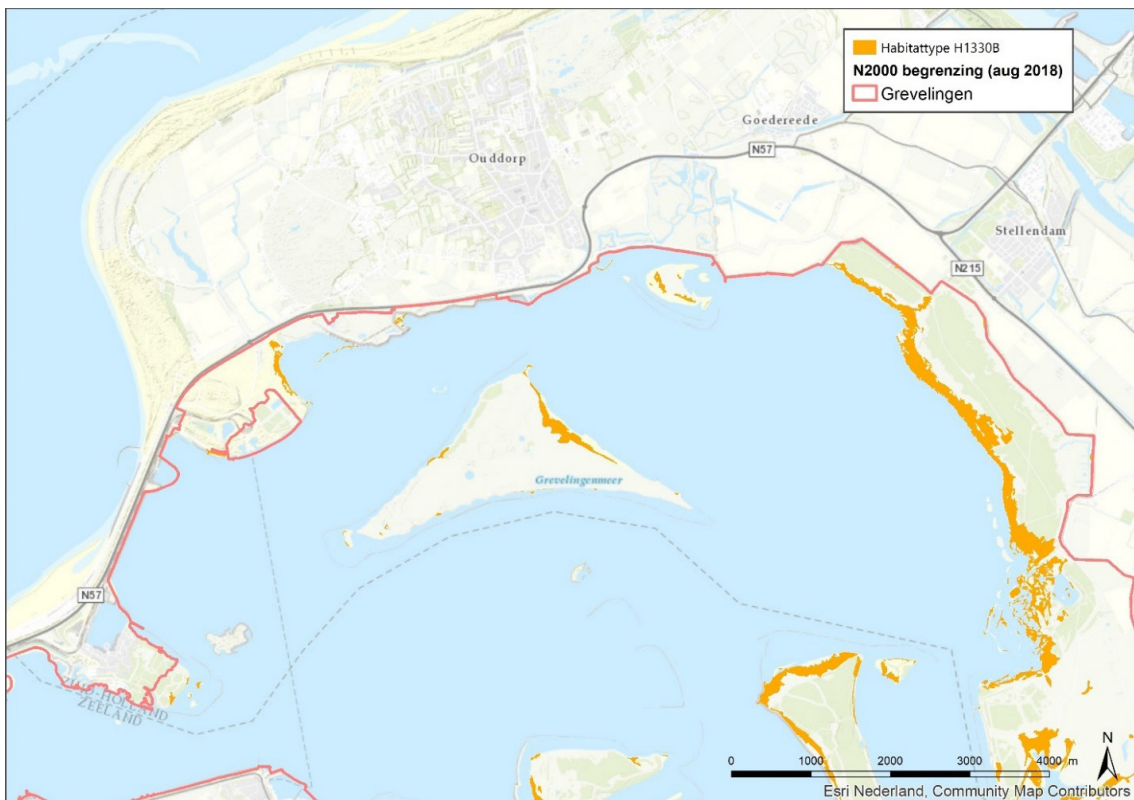 Habitattype H1330B
N2000 begrenzing (aug 2018)
Grevelingen
Goedereede
N57
Ouddorp
Stellendam
N215
Grevelingenmeer
N57
ZUID-HOLLAND
ZEELAND
N
0 1000 2000 3000 4000 m
Esri Nederland, Community Map Contributors